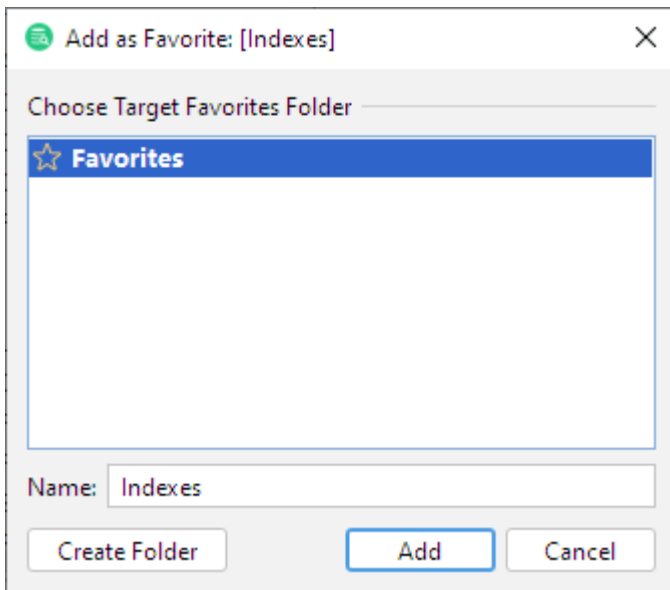 Add as Favorite: [Indexes]
Choose Target Favorites Folder
Favorites
Name: Indexes
Create Folder Add Cancel